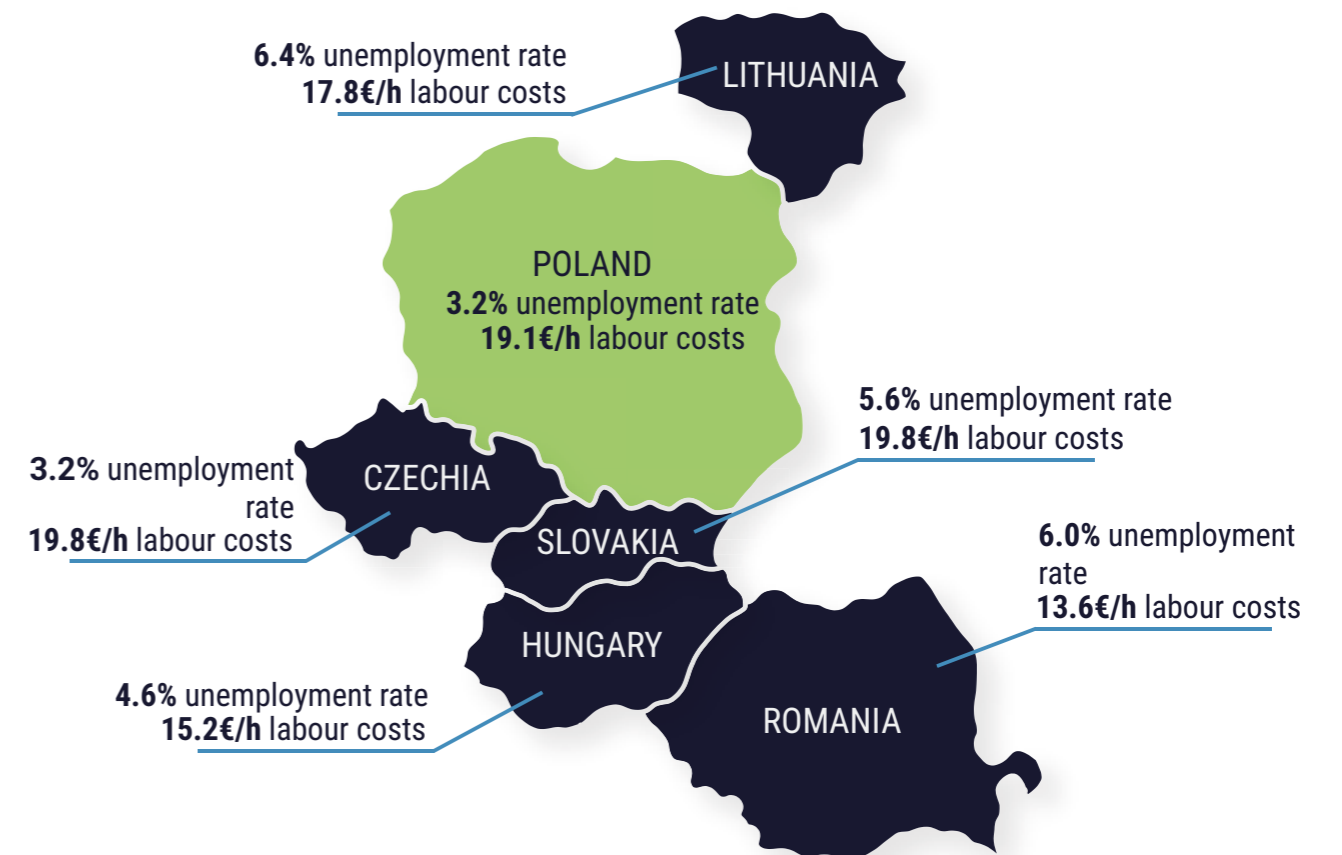 6.4% unemployment rate
17.8€/h labour costs
LITHUANIA
POLAND
3.2% unemployment rate
19.1€/h labour costs
5.6% unemployment rate
19.8€/h labour costs
3.2% unemployment
rate
19.8€/h labour costs
CZECHIA
SLOVAKIA
6.0% unemployment
rate
13.6€/h labour costs
HUNGARY
4.6% unemployment rate
15.2€/h labour costs
ROMANIA